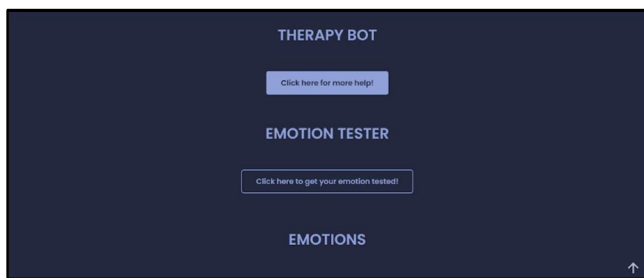 THERAPY BOT
Click here for more help!
EMOTION TESTER
Click here to get your emotion tested!
EMOTIONS